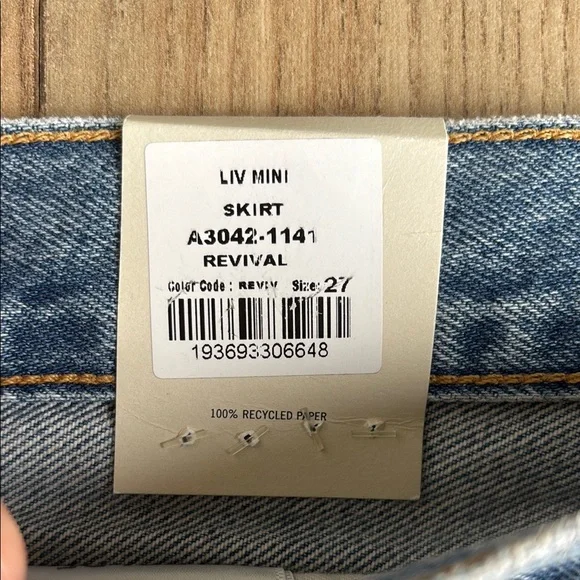 LIV MINI
SKIRT
A3042-1141
REVIVAL
Color Code : REVIV Size: 27
193693306648
100% RECYCLED PAPER